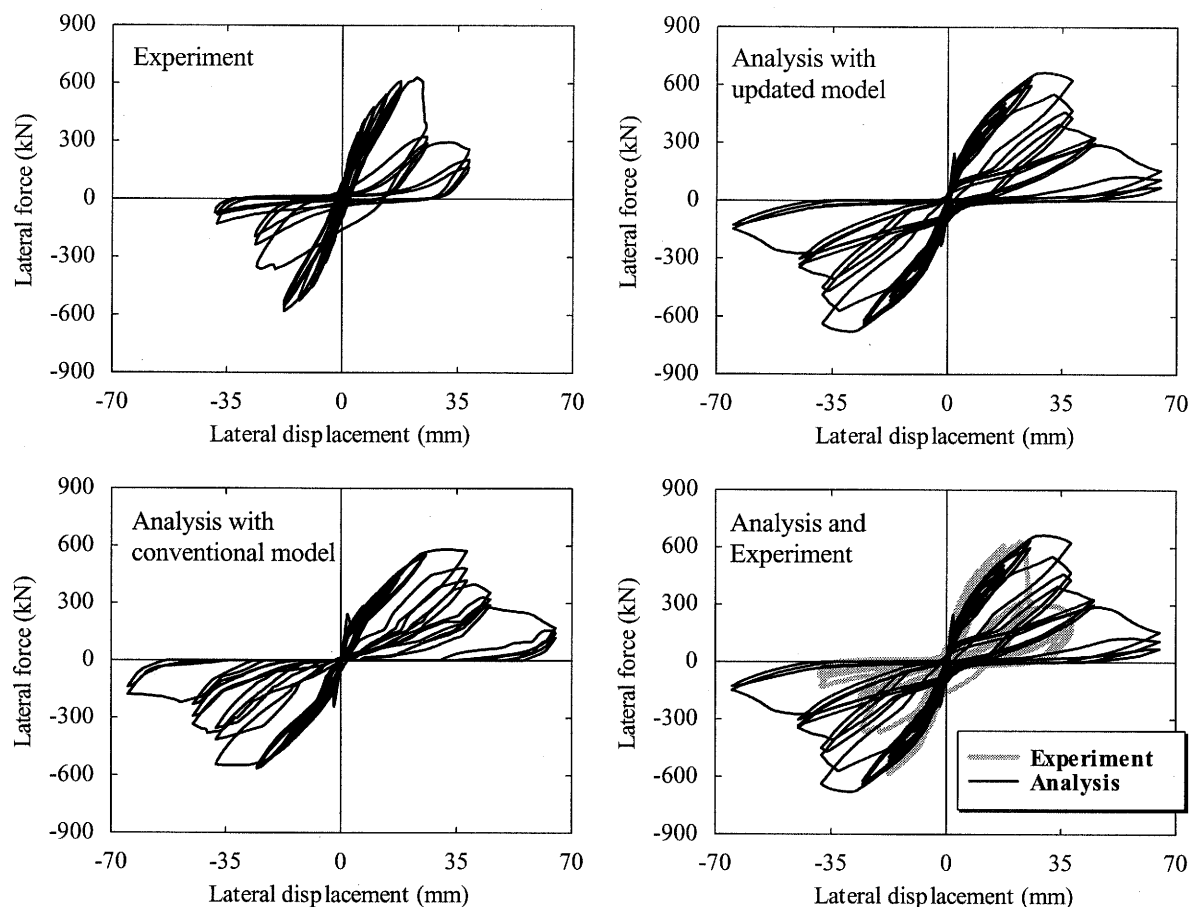 900
600
300
0
-300
-600
-900
Lateral force (kN)
Experiment
-70 -35 0 35 70
Lateral displacement (mm)
900
600
300
0
-300
-600
-900
Lateral force (kN)
Analysis with
updated model
-70 -35 0 35 70
Lateral displacement (mm)
900
600
300
0
-300
-600
-900
Lateral force (kN)
Analysis with
conventional model
-70 -35 0 35 70
Lateral displacement (mm)
900
600
300
0
-300
-600
-900
Lateral force (kN)
Analysis and
Experiment
Experiment
Analysis
-70 -35 0 35 70
Lateral displacement (mm)